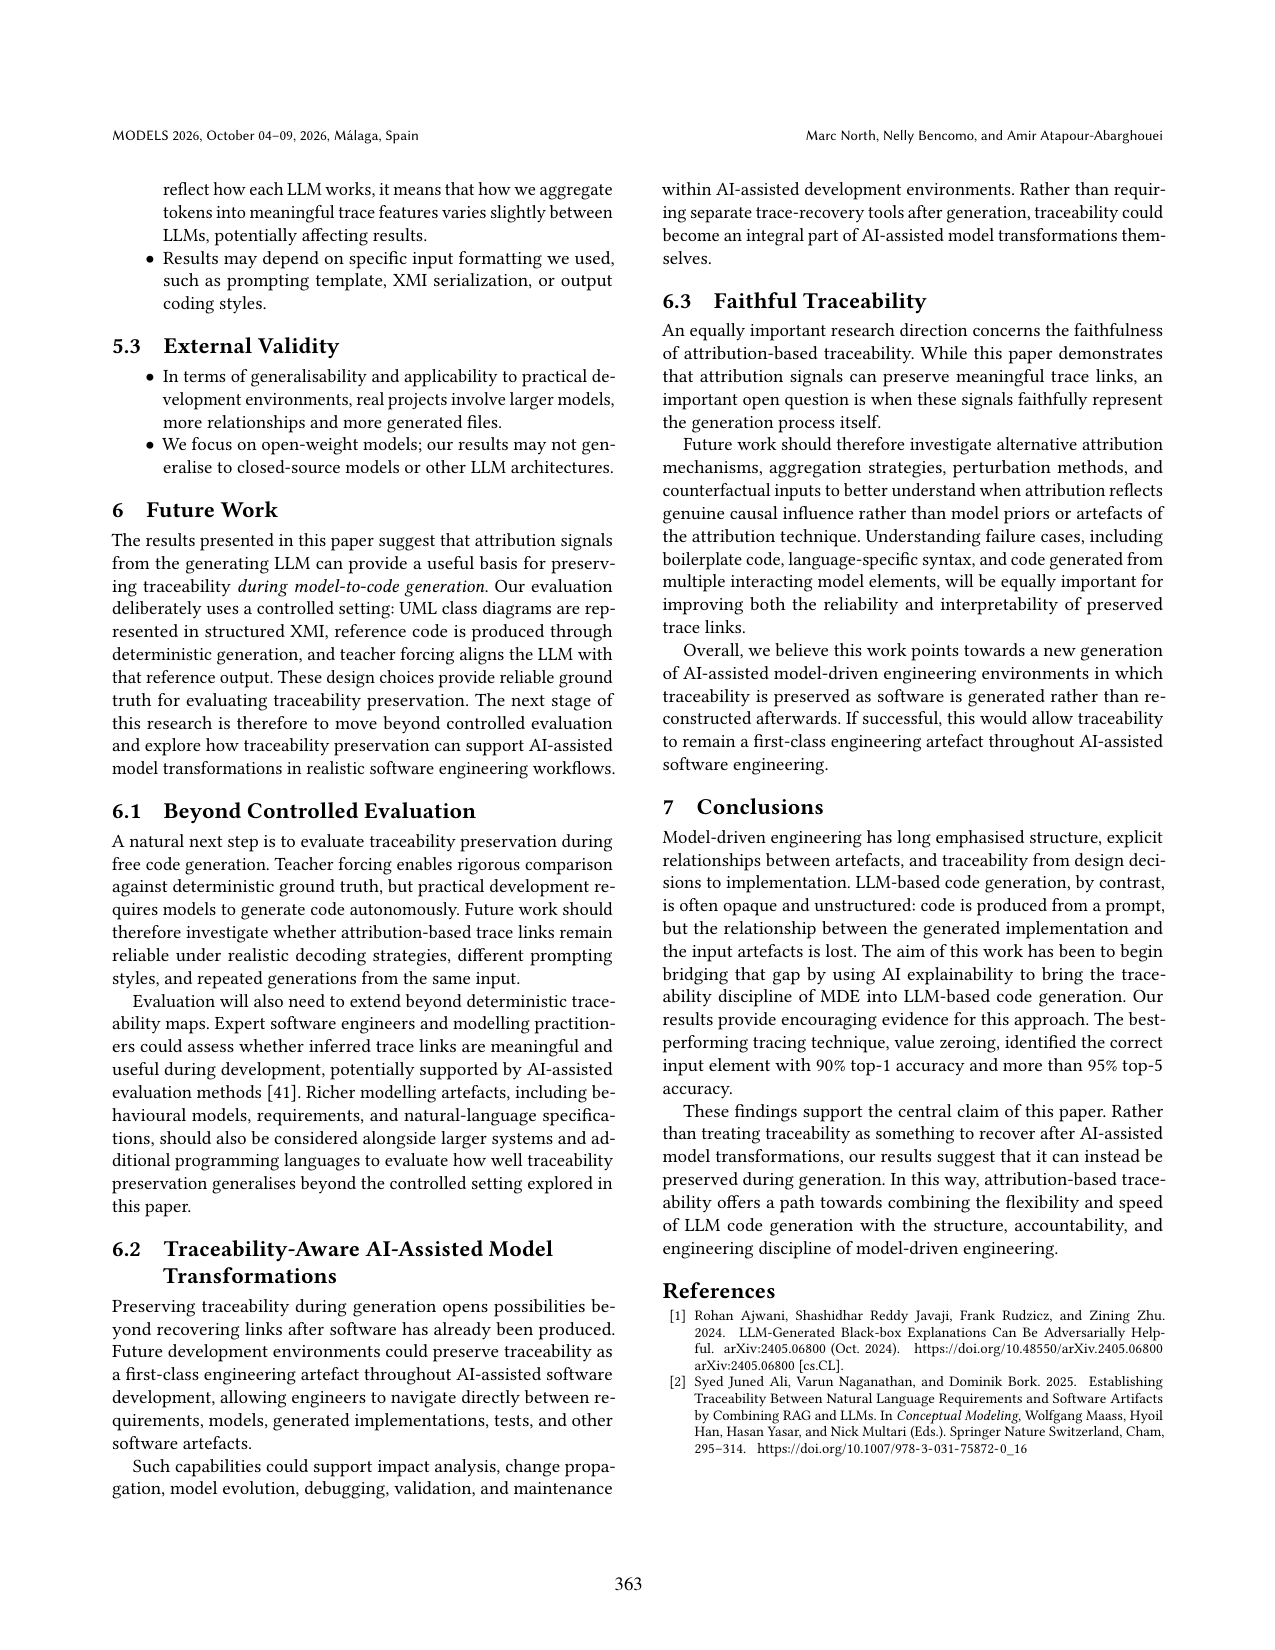 MODELS 2026, October 04–09, 2026, Málaga, Spain
Marc North, Nelly Bencomo, and Amir Atapour-Abarghouei
reflect how each LLM works, it means that how we aggregate
tokens into meaningful trace features varies slightly between
LLMs, potentially affecting results.
• Results may depend on specific input formatting we used,
such as prompting template, XMI serialization, or output
coding styles.
5.3 External Validity
• In terms of generalisability and applicability to practical de-
velopment environments, real projects involve larger models,
more relationships and more generated files.
• We focus on open-weight models; our results may not gen-
eralise to closed-source models or other LLM architectures.
6 Future Work
The results presented in this paper suggest that attribution signals
from the generating LLM can provide a useful basis for preserv-
ing traceability during model-to-code generation. Our evaluation
deliberately uses a controlled setting: UML class diagrams are rep-
resented in structured XMI, reference code is produced through
deterministic generation, and teacher forcing aligns the LLM with
that reference output. These design choices provide reliable ground
truth for evaluating traceability preservation. The next stage of
this research is therefore to move beyond controlled evaluation
and explore how traceability preservation can support AI-assisted
model transformations in realistic software engineering workflows.
6.1 Beyond Controlled Evaluation
A natural next step is to evaluate traceability preservation during
free code generation. Teacher forcing enables rigorous comparison
against deterministic ground truth, but practical development re-
quires models to generate code autonomously. Future work should
therefore investigate whether attribution-based trace links remain
reliable under realistic decoding strategies, different prompting
styles, and repeated generations from the same input.
Evaluation will also need to extend beyond deterministic trace-
ability maps. Expert software engineers and modelling practition-
ers could assess whether inferred trace links are meaningful and
useful during development, potentially supported by AI-assisted
evaluation methods [41]. Richer modelling artefacts, including be-
havioural models, requirements, and natural-language specifica-
tions, should also be considered alongside larger systems and ad-
ditional programming languages to evaluate how well traceability
preservation generalises beyond the controlled setting explored in
this paper.
6.2 Traceability-Aware AI-Assisted Model
Transformations
Preserving traceability during generation opens possibilities be-
yond recovering links after software has already been produced.
Future development environments could preserve traceability as
a first-class engineering artefact throughout AI-assisted software
development, allowing engineers to navigate directly between re-
quirements, models, generated implementations, tests, and other
software artefacts.
Such capabilities could support impact analysis, change propa-
gation, model evolution, debugging, validation, and maintenance
within AI-assisted development environments. Rather than requir-
ing separate trace-recovery tools after generation, traceability could
become an integral part of AI-assisted model transformations them-
selves.
6.3 Faithful Traceability
An equally important research direction concerns the faithfulness
of attribution-based traceability. While this paper demonstrates
that attribution signals can preserve meaningful trace links, an
important open question is when these signals faithfully represent
the generation process itself.
Future work should therefore investigate alternative attribution
mechanisms, aggregation strategies, perturbation methods, and
counterfactual inputs to better understand when attribution reflects
genuine causal influence rather than model priors or artefacts of
the attribution technique. Understanding failure cases, including
boilerplate code, language-specific syntax, and code generated from
multiple interacting model elements, will be equally important for
improving both the reliability and interpretability of preserved
trace links.
Overall, we believe this work points towards a new generation
of AI-assisted model-driven engineering environments in which
traceability is preserved as software is generated rather than re-
constructed afterwards. If successful, this would allow traceability
to remain a first-class engineering artefact throughout AI-assisted
software engineering.
7 Conclusions
Model-driven engineering has long emphasised structure, explicit
relationships between artefacts, and traceability from design deci-
sions to implementation. LLM-based code generation, by contrast,
is often opaque and unstructured: code is produced from a prompt,
but the relationship between the generated implementation and
the input artefacts is lost. The aim of this work has been to begin
bridging that gap by using AI explainability to bring the trace-
ability discipline of MDE into LLM-based code generation. Our
results provide encouraging evidence for this approach. The best-
performing tracing technique, value zeroing, identified the correct
input element with 90% top-1 accuracy and more than 95% top-5
accuracy.
These findings support the central claim of this paper. Rather
than treating traceability as something to recover after AI-assisted
model transformations, our results suggest that it can instead be
preserved during generation. In this way, attribution-based trace-
ability offers a path towards combining the flexibility and speed
of LLM code generation with the structure, accountability, and
engineering discipline of model-driven engineering.
References
[1] Rohan Ajwani, Shashidhar Reddy Javaji, Frank Rudzicz, and Zining Zhu.
2024. LLM-Generated Black-box Explanations Can Be Adversarially Help-
ful. arXiv:2405.06800 (Oct. 2024). https://doi.org/10.48550/arXiv.2405.06800
arXiv:2405.06800 [cs.CL].
[2] Syed Juned Ali, Varun Naganathan, and Dominik Bork. 2025. Establishing
Traceability Between Natural Language Requirements and Software Artifacts
by Combining RAG and LLMs. In Conceptual Modeling, Wolfgang Maass, Hyoil
Han, Hasan Yasar, and Nick Multari (Eds.). Springer Nature Switzerland, Cham,
295–314. https://doi.org/10.1007/978-3-031-75872-0_16
363